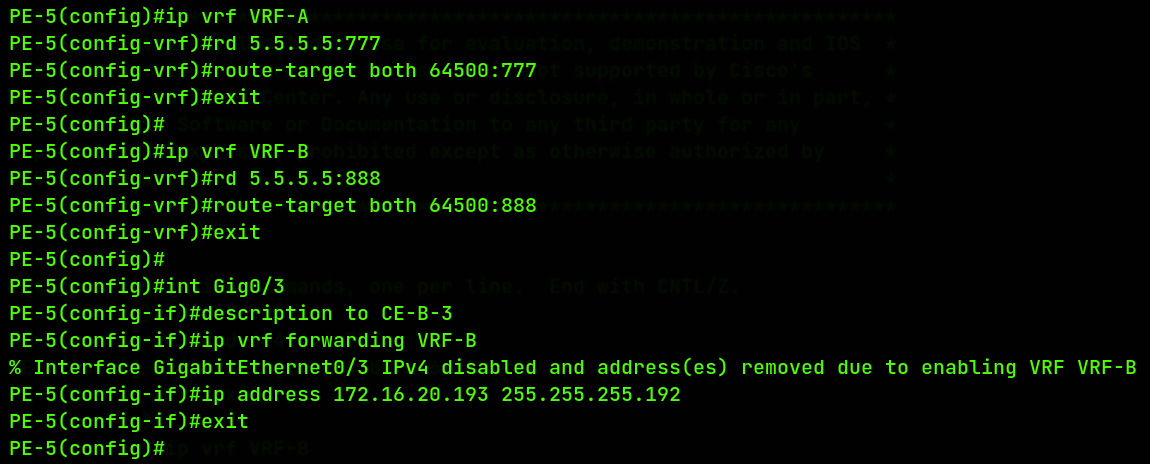 PE-5(config)#ip vrf VRF-A
PE-5(config-vrf)#rd 5.5.5.5:777
PE-5(config-vrf)#route-target both 64500:777
PE-5(config-vrf)#exit
PE-5(config)#
PE-5(config)#ip vrf VRF-B
PE-5(config-vrf)#rd 5.5.5.5:888
PE-5(config-vrf)#route-target both 64500:888
PE-5(config-vrf)#exit
PE-5(config)#
PE-5(config)#int Gig0/3
PE-5(config-if)#description to CE-B-3
PE-5(config-if)#ip vrf forwarding VRF-B
% Interface GigabitEthernet0/3 IPv4 disabled and address(es) removed due to enabling VRF VRF-B
PE-5(config-if)#ip address 172.16.20.193 255.255.255.192
PE-5(config-if)#exit
PE-5(config)#